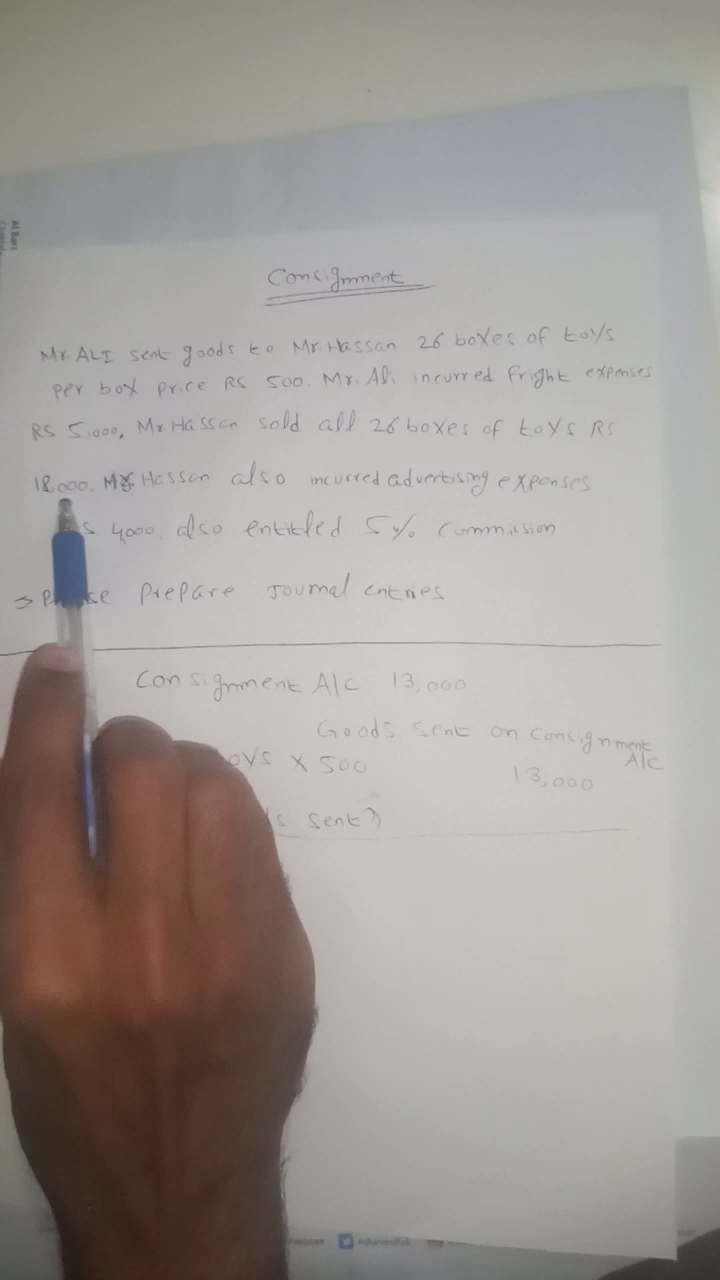 Consignment
Mr. ALI sent goods to Mr. Hassan 26 boxes of toys
per box price RS 500. Mr. Ali incurred fright expenses
RS 5,000, Mr Hassan sold all 26 boxes of toys RS
18,000. Mr Hassan also incurred advertising expenses
S 4000. also entitled 5% Commission
→ Prepare Journal entries
Consignment A/C 13,000
Goods sent on consignment
A/C
oys X 500 13,000
s sent)
Al Bara